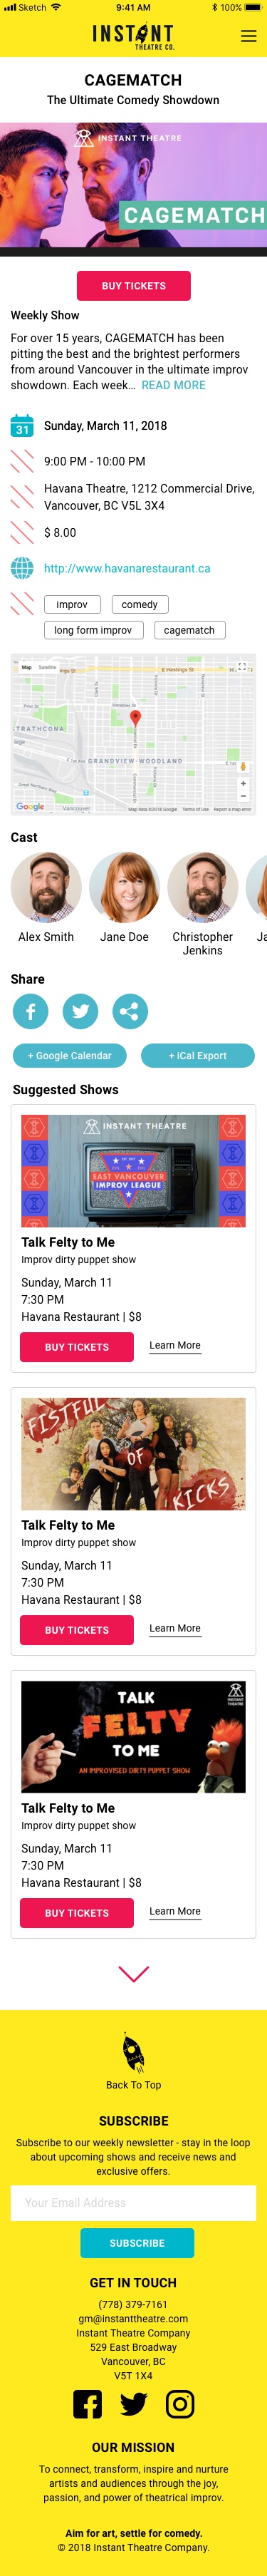 Sketch 9:41 AM 100%
INSTANT
THEATRE CO.
CAGEMATCH
The Ultimate Comedy Showdown
INSTANT THEATRE
CAGEMATCH
BUY TICKETS
Weekly Show
For over 15 years, CAGEMATCH has been
pitting the best and the brightest performers
from around Vancouver in the ultimate improv
showdown. Each week... READ MORE
31 Sunday, March 11, 2018
9:00 PM - 10:00 PM
Havana Theatre, 1212 Commercial Drive,
Vancouver, BC V5L 3X4
$ 8.00
http://www.havanarestaurant.ca
improv comedy
long form improv cagematch
Map Satellite
E Hastings St
STRATHCONA
GRANDVIEW-WOODLAND
Google Vancouver Map data ©2018 Google Terms of Use Report a map error
Cast
Alex Smith Jane Doe Christopher
Jenkins
Share
+ Google Calendar + iCal Export
Suggested Shows
INSTANT THEATRE
EAST VANCOUVER
IMPROV LEAGUE
Talk Felty to Me
Improv dirty puppet show
Sunday, March 11
7:30 PM
Havana Restaurant | $8
BUY TICKETS Learn More
FISTFUL
OF
KICKS
Talk Felty to Me
Improv dirty puppet show
Sunday, March 11
7:30 PM
Havana Restaurant | $8
BUY TICKETS Learn More
INSTANT
THEATRE
TALK
FELTY
TO ME
AN IMPROVISED DIRTY PUPPET SHOW
Talk Felty to Me
Improv dirty puppet show
Sunday, March 11
7:30 PM
Havana Restaurant | $8
BUY TICKETS Learn More
Back To Top
SUBSCRIBE
Subscribe to our weekly newsletter - stay in the loop
about upcoming shows and receive news and
exclusive offers.
Your Email Address
SUBSCRIBE
GET IN TOUCH
(778) 379-7161
gm@instanttheatre.com
Instant Theatre Company
529 East Broadway
Vancouver, BC
V5T 1X4
OUR MISSION
To connect, transform, inspire and nurture
artists and audiences through the joy,
passion, and power of theatrical improv.
Aim for art, settle for comedy.
© 2018 Instant Theatre Company.